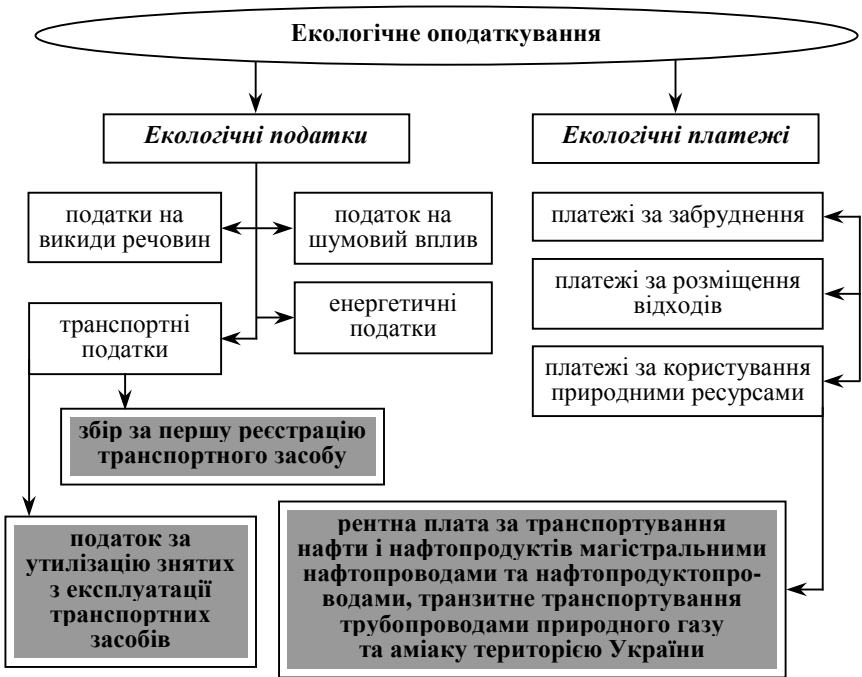 Екологічне оподаткування
Екологічні податки
Екологічні платежі
податки на
викиди речовин
податок на
шумовий вплив
платежі за забруднення
платежі за розміщення
відходів
енергетичні
податки
транспортні
податки
платежі за користування
природними ресурсами
збір за першу реєстрацію
транспортного засобу
податок за
утилізацію знятих
з експлуатації
транспортних
засобів
рентна плата за транспортування
нафти і нафтопродуктів магістральними
нафтопроводами та нафтопродуктопро-
водами, транзитне транспортування
трубопроводами природного газу
та аміаку територією України